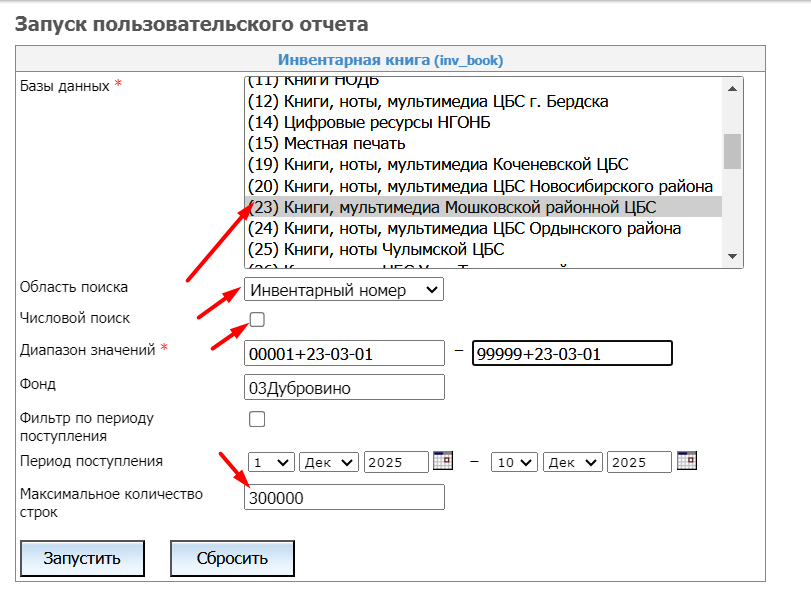 Запуск пользовательского отчета
Инвентарная книга (inv_book)
Базы данных *
(11) Книги НОДБ
(12) Книги, ноты, мультимедиа ЦБС г. Бердска
(14) Цифровые ресурсы НГОНБ
(15) Местная печать
(19) Книги, ноты, мультимедиа Коченевской ЦБС
(20) Книги, ноты, мультимедиа ЦБС Новосибирского района
(23) Книги, мультимедиа Мошковской районной ЦБС
(24) Книги, ноты, мультимедиа ЦБС Ордынского района
(25) Книги, ноты Чулымской ЦБС
Область поиска Инвентарный номер
Числовой поиск
Диапазон значений * 00001+23-03-01 – 99999+23-03-01
Фонд 03Дубровино
Фильтр по периоду
поступления
Период поступления 1 Дек 2025 – 10 Дек 2025
Максимальное количество
строк 300000
Запустить Сбросить